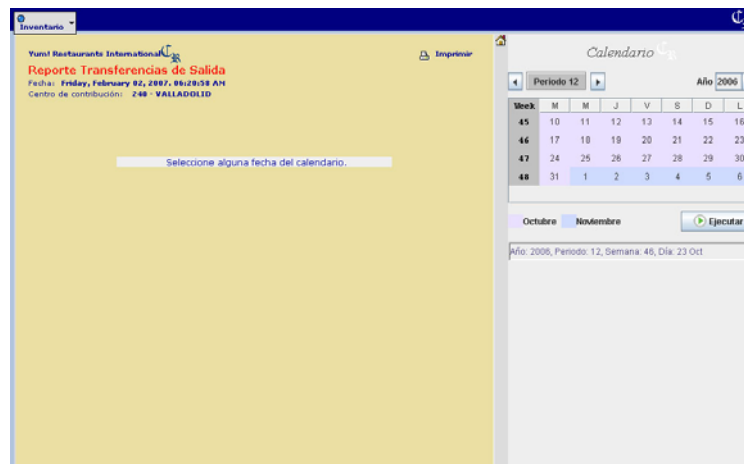 Inventario
Yum! Restaurants International
Imprimir
Reporte Transferencias de Salida
Fecha: Friday, February 02, 2007. 06:20:58 AM
Centro de contribución: 248 - VALLADOLID
Seleccione alguna fecha del calendario.
Calendario
Periodo 12 Año 2006
Week M M J V S D L
45 10 11 12 13 14 15 16
46 17 18 19 20 21 22 23
47 24 25 26 27 28 29 30
48 31 1 2 3 4 5 6
Octubre Noviembre Ejecutar
Año: 2006, Periodo: 12, Semana: 46, Día: 23 Oct